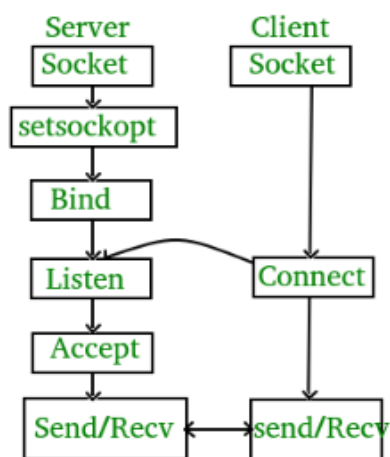 Server
Client
Socket
Socket
setsockopt
Bind
Listen
Connect
Accept
Send/Recv
send/Recv